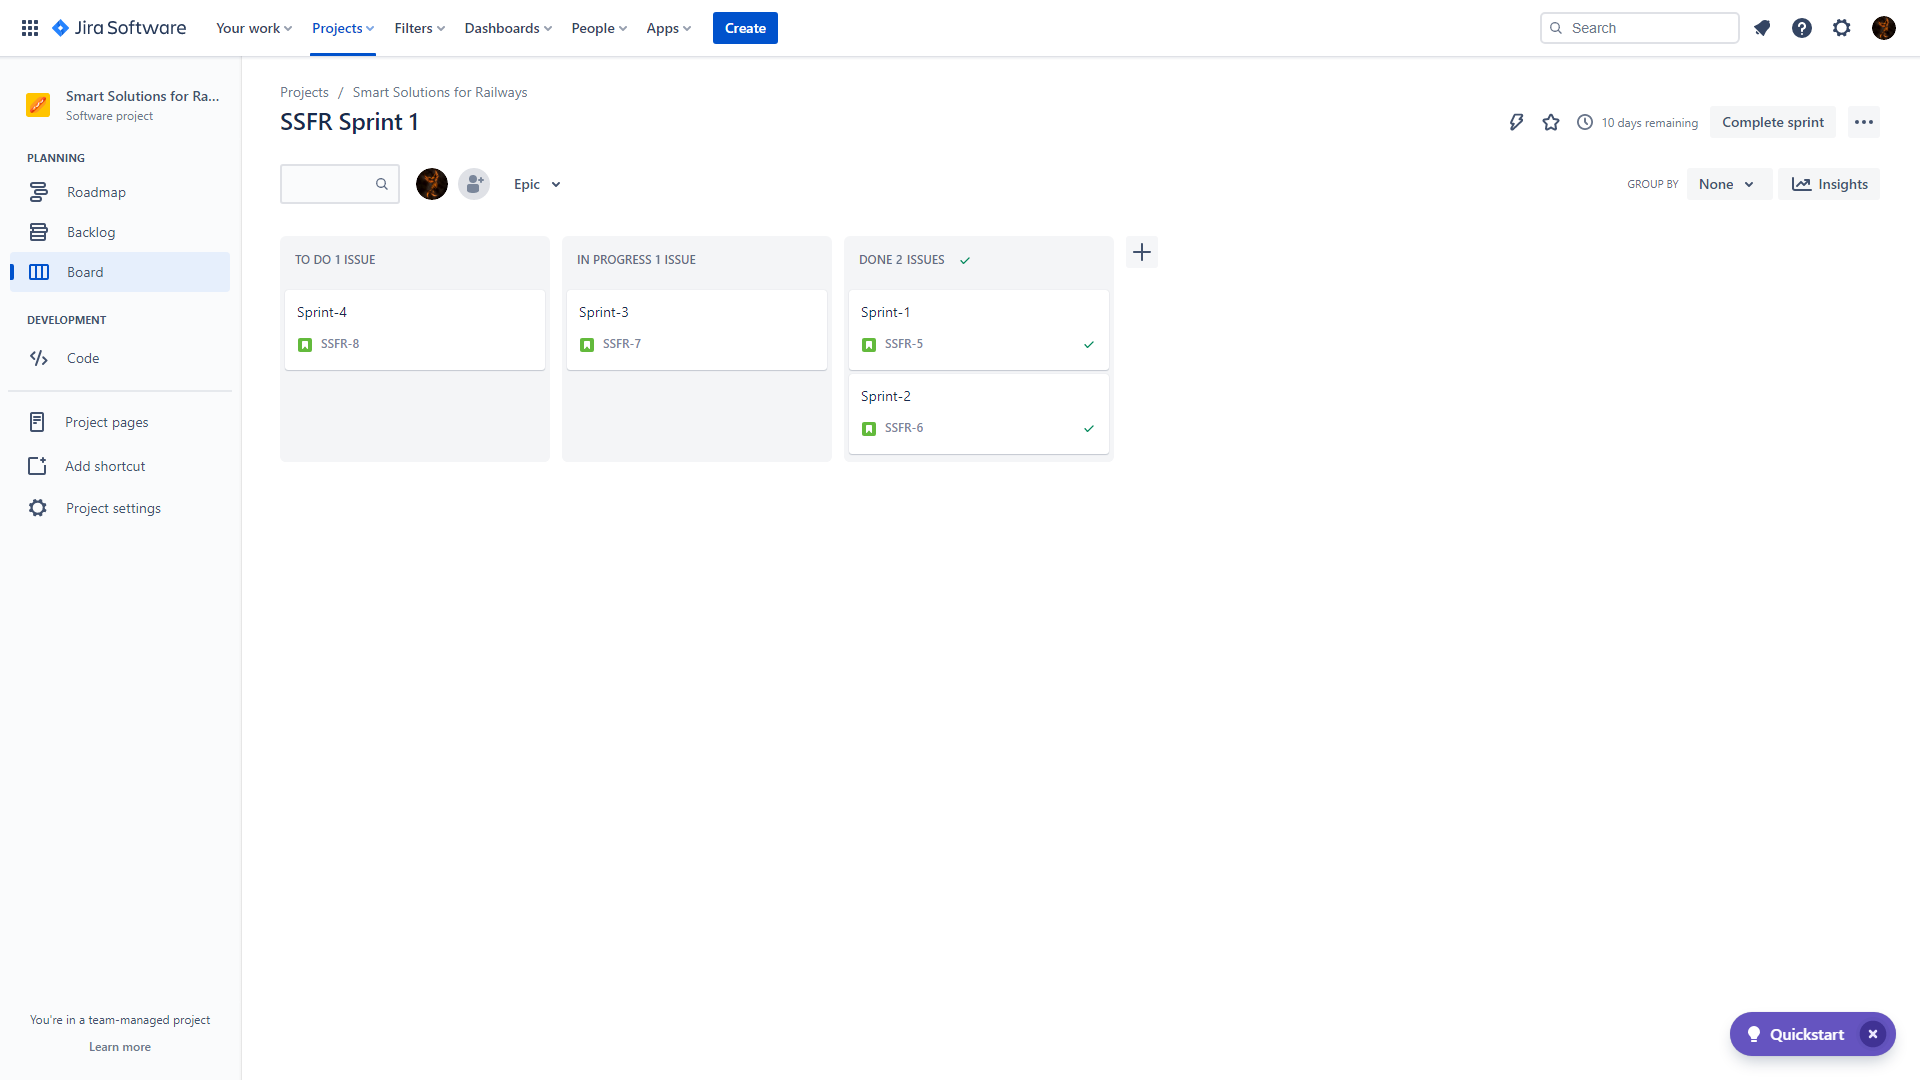 Jira Software
Your work
Projects
Filters
Dashboards
People
Apps
Create
Search
Smart Solutions for Ra...
Software project
PLANNING
Roadmap
Backlog
Board
DEVELOPMENT
Code
Project pages
Add shortcut
Project settings
You're in a team-managed project
Learn more
Projects / Smart Solutions for Railways
SSFR Sprint 1
10 days remaining
Complete sprint
Epic
GROUP BY
None
Insights
TO DO 1 ISSUE
Sprint-4
SSFR-8
IN PROGRESS 1 ISSUE
Sprint-3
SSFR-7
DONE 2 ISSUES
Sprint-1
SSFR-5
Sprint-2
SSFR-6
Quickstart